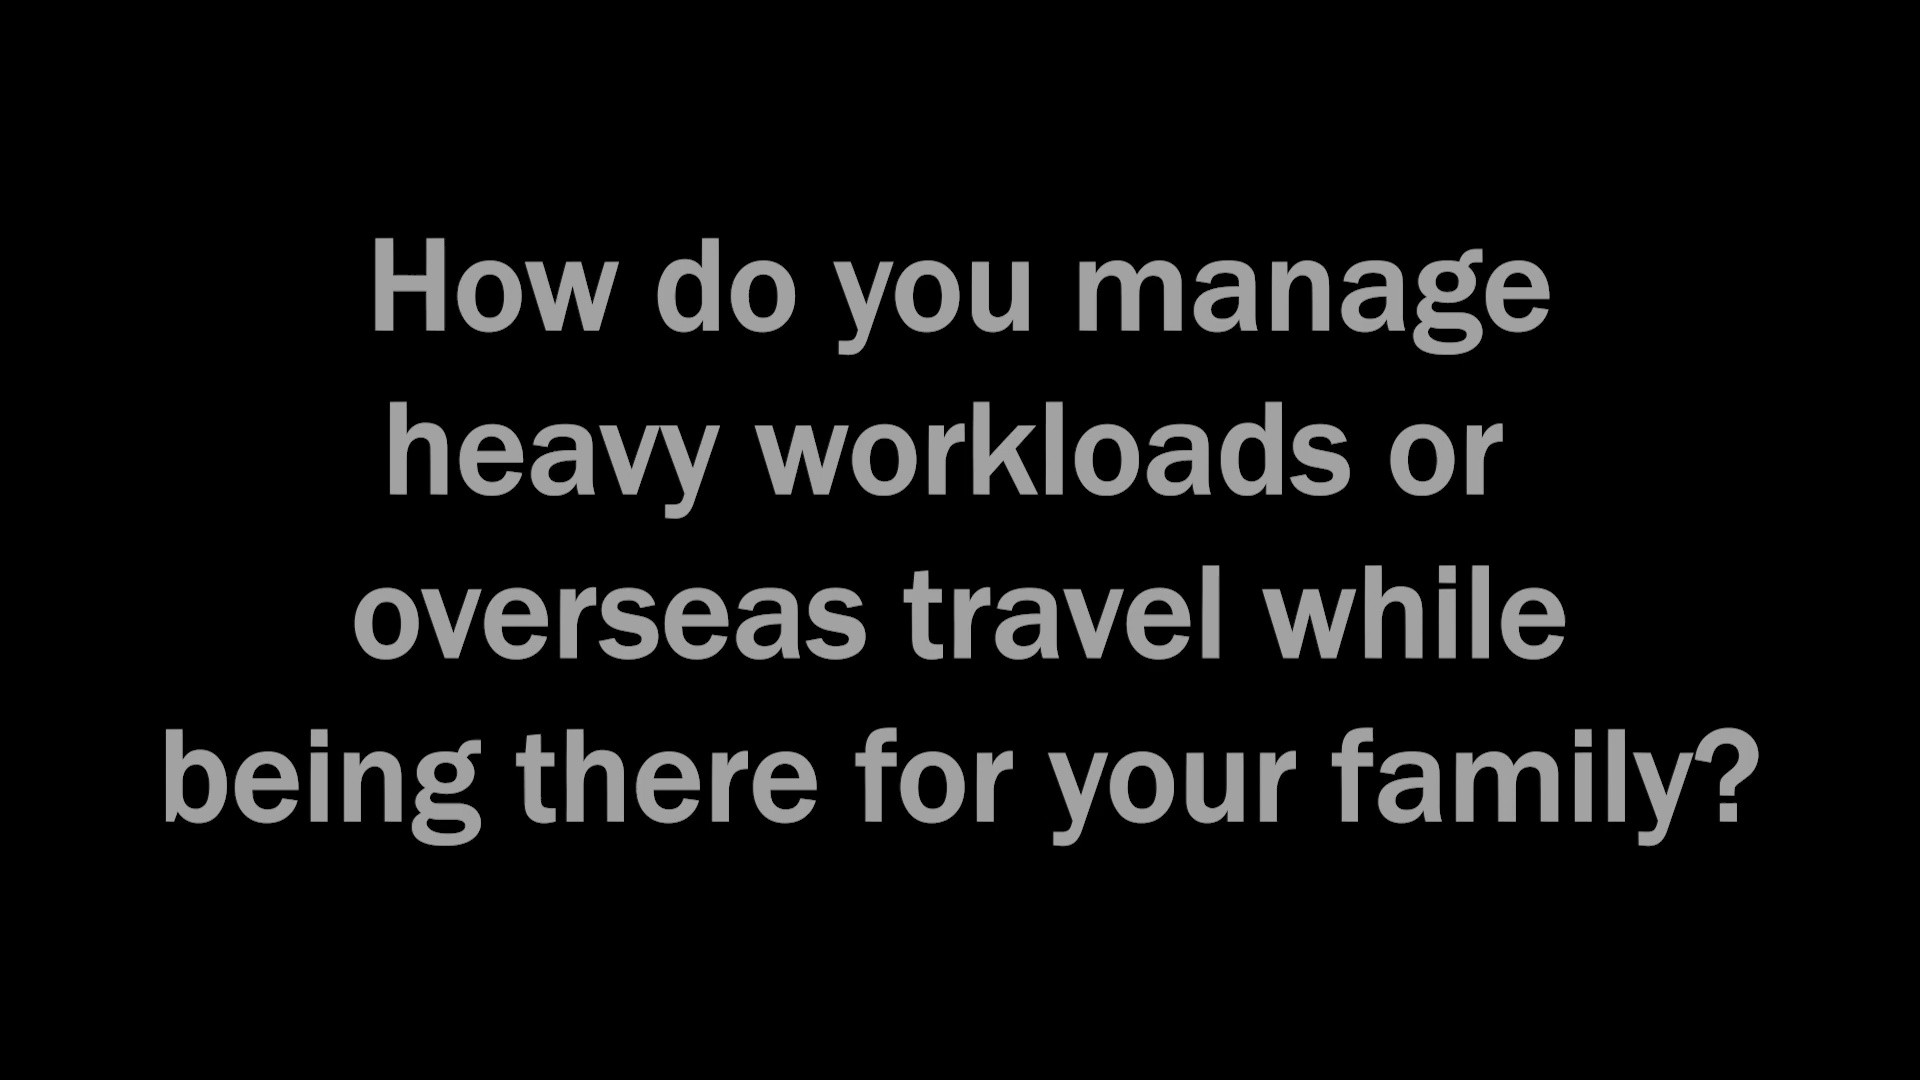 How do you manage
heavy workloads or
overseas travel while
being there for your family?